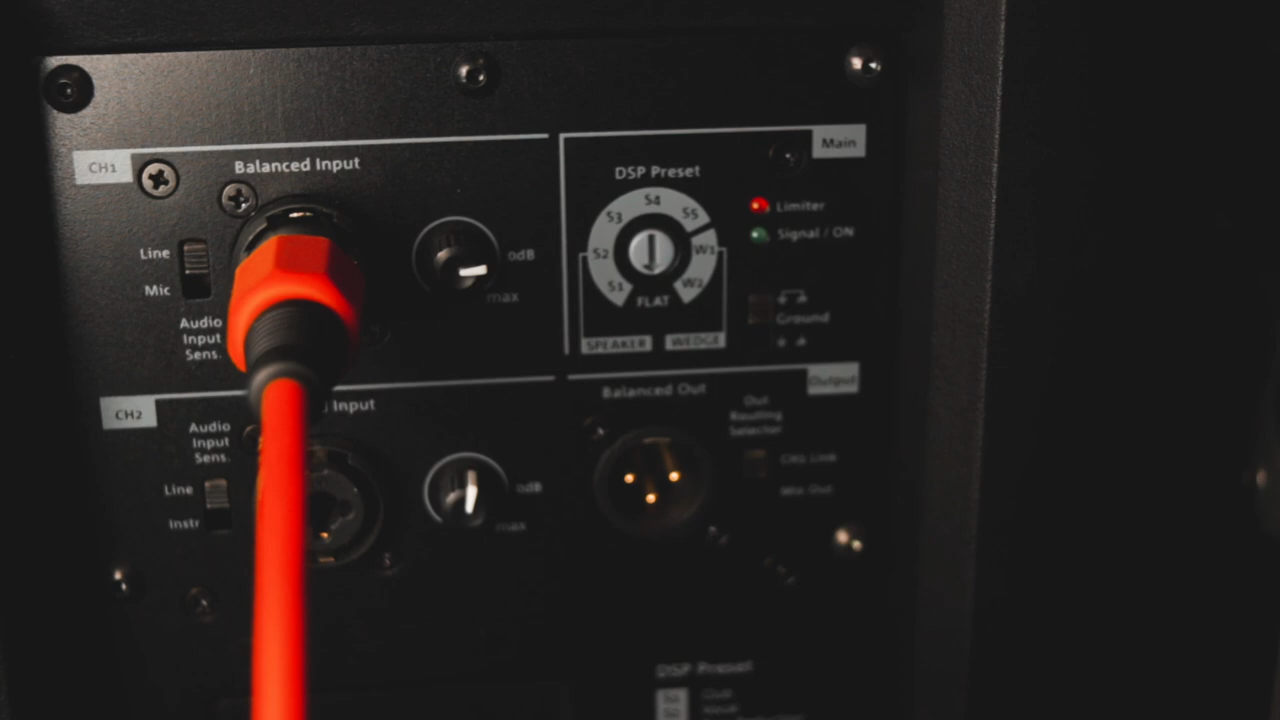 CH1
Balanced Input
Line
Mic
Audio
Input
Sens.
0dB
max
Main
DSP Preset
S1
S2
S3
S4
S5
W1
W2
FLAT
SPEAKER
WEDGE
Limiter
Signal / ON
Ground
CH2
Input
Audio
Input
Sens.
Line
Instr
0dB
max
Output
Balanced Out
Out
Routing
Selector
CH1 Link
Mix Out
DSP Preset